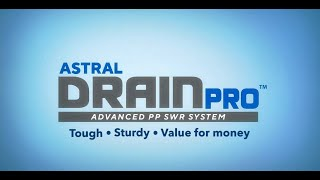 ASTRAL
DRAINPRO™
ADVANCED PP SWR SYSTEM
Tough • Sturdy • Value for money